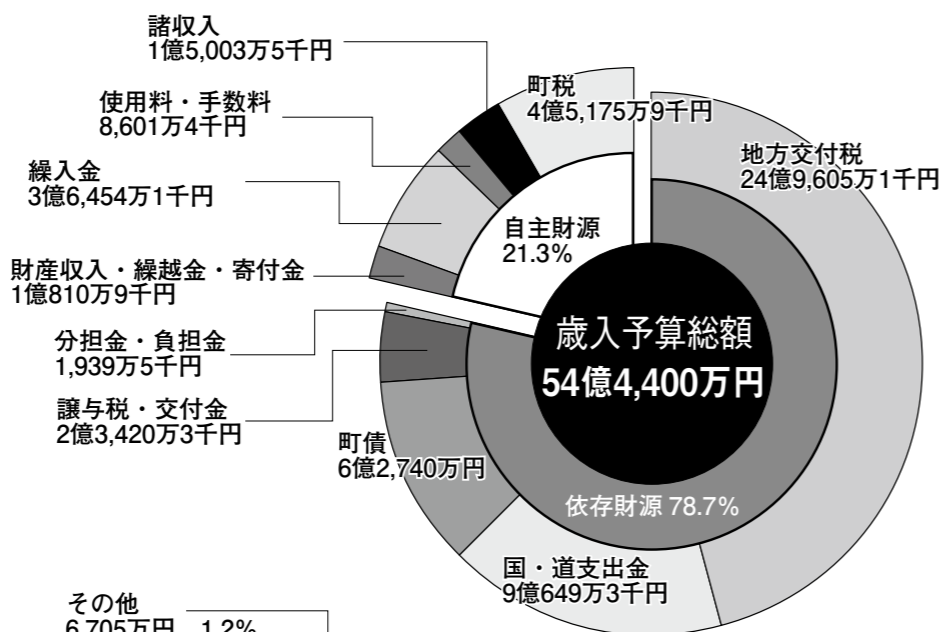 諸収入
1億5,003万5千円
使用料・手数料
8,601万4千円
繰入金
3億6,454万1千円
財産収入・繰越金・寄付金
1億810万9千円
分担金・負担金
1,939万5千円
譲与税・交付金
2億3,420万3千円
町債
6億2,740万円
国・道支出金
9億649万3千円
地方交付税
24億9,605万1千円
町税
4億5,175万9千円
自主財源
21.3%
歳入予算総額
54億4,400万円
依存財源 78.7%
その他
6,705万円 1.2%